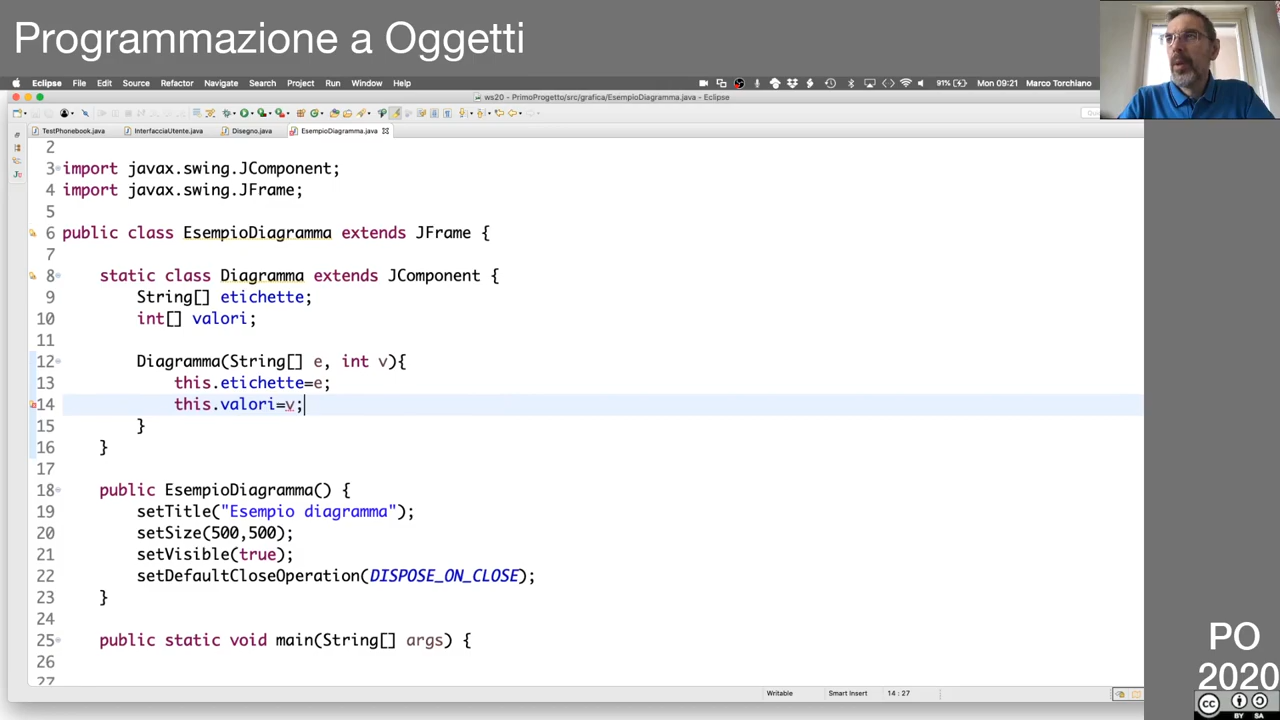 Programmazione a Oggetti
Eclipse File Edit Source Refactor Navigate Search Project Run Window Help 91% Mon 09:21 Marco Torchiano
ws20 - PrimoProgetto/src/grafica/EsempioDiagramma.java - Eclipse
TestPhonebook.java InterfacciaUtente.java Disegno.java EsempioDiagramma.java
2
3 import javax.swing.JComponent;
4 import javax.swing.JFrame;
5
6 public class EsempioDiagramma extends JFrame {
7
8 static class Diagramma extends JComponent {
9 String[] etichette;
10 int[] valori;
11
12 Diagramma(String[] e, int v){
13 this.etichette=e;
14 this.valori=v;
15 }
16 }
17
18 public EsempioDiagramma() {
19 setTitle("Esempio diagramma");
20 setSize(500,500);
21 setVisible(true);
22 setDefaultCloseOperation(DISPOSE_ON_CLOSE);
23 }
24
25 public static void main(String[] args) {
26
27
Writable Smart Insert 14 : 27
PO
2020
cc
BY SA